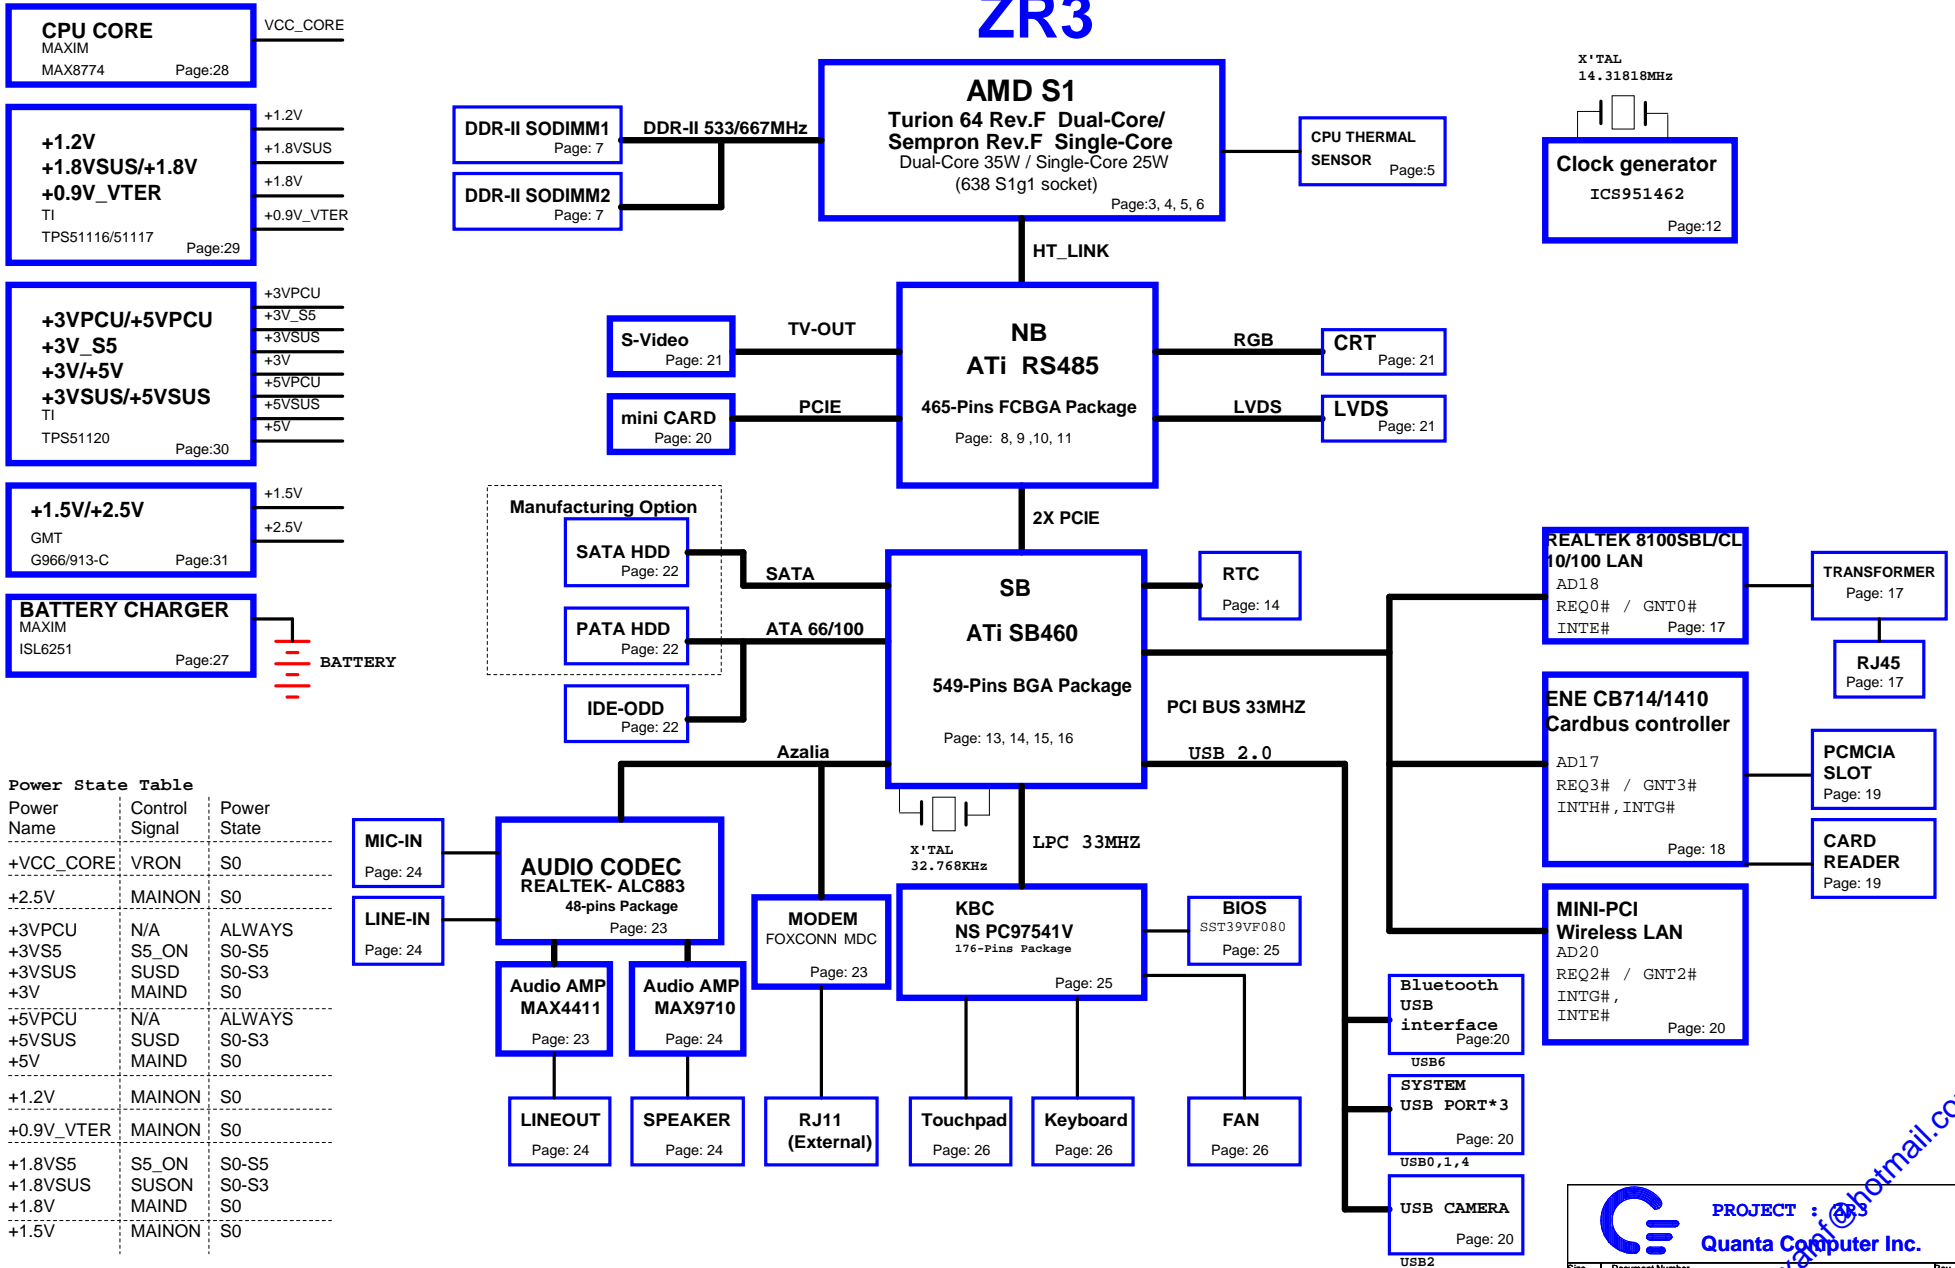 ZR3
CPU CORE
MAXIM
MAX8774
Page:28
VCC_CORE
+1.2V
+1.8VSUS/+1.8V
+0.9V_VTER
TI
TPS51116/51117
Page:29
+1.2V
+1.8VSUS
+1.8V
+0.9V_VTER
+3VPCU/+5VPCU
+3V_S5
+3V/+5V
+3VSUS/+5VSUS
TI
TPS51120
Page:30
+3VPCU
+3V_S5
+3VSUS
+3V
+5VPCU
+5VSUS
+5V
+1.5V/+2.5V
GMT
G966/913-C
Page:31
+1.5V
+2.5V
BATTERY CHARGER
MAXIM
ISL6251
Page:27
BATTERY
DDR-II SODIMM1
Page: 7
DDR-II SODIMM2
Page: 7
DDR-II 533/667MHz
AMD S1
Turion 64 Rev.F Dual-Core/
Sempron Rev.F Single-Core
Dual-Core 35W / Single-Core 25W
(638 S1g1 socket)
Page:3, 4, 5, 6
CPU THERMAL
SENSOR
Page:5
X'TAL
14.31818MHz
Clock generator
ICS951462
Page:12
HT_LINK
NB
ATi RS485
465-Pins FCBGA Package
Page: 8, 9 ,10, 11
S-Video
Page: 21
TV-OUT
mini CARD
Page: 20
PCIE
RGB
CRT
Page: 21
LVDS
LVDS
Page: 21
2X PCIE
Manufacturing Option
SATA HDD
Page: 22
SATA
PATA HDD
Page: 22
ATA 66/100
IDE-ODD
Page: 22
Azalia
SB
ATi SB460
549-Pins BGA Package
Page: 13, 14, 15, 16
RTC
Page: 14
PCI BUS 33MHZ
USB 2.0
X'TAL
32.768KHz
LPC 33MHZ
REALTEK 8100SBL/CL
10/100 LAN
AD18
REQ0# / GNT0#
INTE#
Page: 17
TRANSFORMER
Page: 17
RJ45
Page: 17
ENE CB714/1410
Cardbus controller
AD17
REQ3# / GNT3#
INTH#,INTG#
Page: 18
PCMCIA
SLOT
Page: 19
CARD
READER
Page: 19
MINI-PCI
Wireless LAN
AD20
REQ2# / GNT2#
INTG#,
INTE#
Page: 20
MIC-IN
Page: 24
LINE-IN
Page: 24
AUDIO CODEC
REALTEK- ALC883
48-pins Package
Page: 23
Audio AMP
MAX4411
Page: 23
Audio AMP
MAX9710
Page: 24
LINEOUT
Page: 24
SPEAKER
Page: 24
MODEM
FOXCONN MDC
Page: 23
RJ11
(External)
KBC
NS PC97541V
176-Pins Package
Page: 25
BIOS
SST39VF080
Page: 25
Touchpad
Page: 26
Keyboard
Page: 26
FAN
Page: 26
Bluetooth
USB
interface
Page:20
USB6
SYSTEM
USB PORT*3
Page: 20
USB0,1,4
USB CAMERA
Page: 20
USB2
Power State Table
Power Name Control Signal Power State
+VCC_CORE VRON S0
+2.5V MAINON S0
+3VPCU N/A ALWAYS
+3VS5 S5_ON S0-S5
+3VSUS SUSD S0-S3
+3V MAIND S0
+5VPCU N/A ALWAYS
+5VSUS SUSD S0-S3
+5V MAIND S0
+1.2V MAINON S0
+0.9V_VTER MAINON S0
+1.8VS5 S5_ON S0-S5
+1.8VSUS SUSON S0-S3
+1.8V MAIND S0
+1.5V MAINON S0
PROJECT : ZR3
Quanta Computer Inc.